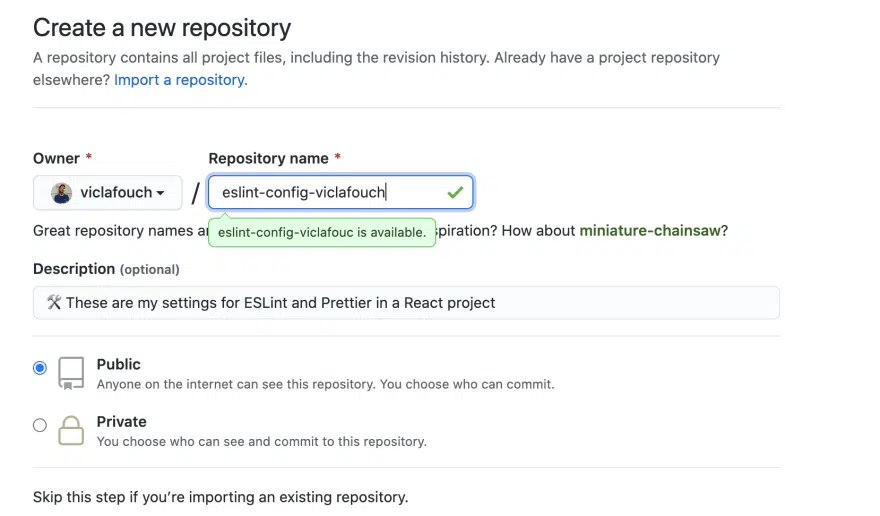 Create a new repository
A repository contains all project files, including the revision history. Already have a project repository
elsewhere? Import a repository.
Owner *
Repository name *
viclafouch
/
eslint-config-viclafouch
Great repository names spiration? How about miniature-chainsaw?
eslint-config-viclafouc is available.
Description (optional)
🛠 These are my settings for ESLint and Prettier in a React project
Public
Anyone on the internet can see this repository. You choose who can commit.
Private
You choose who can see and commit to this repository.
Skip this step if you’re importing an existing repository.